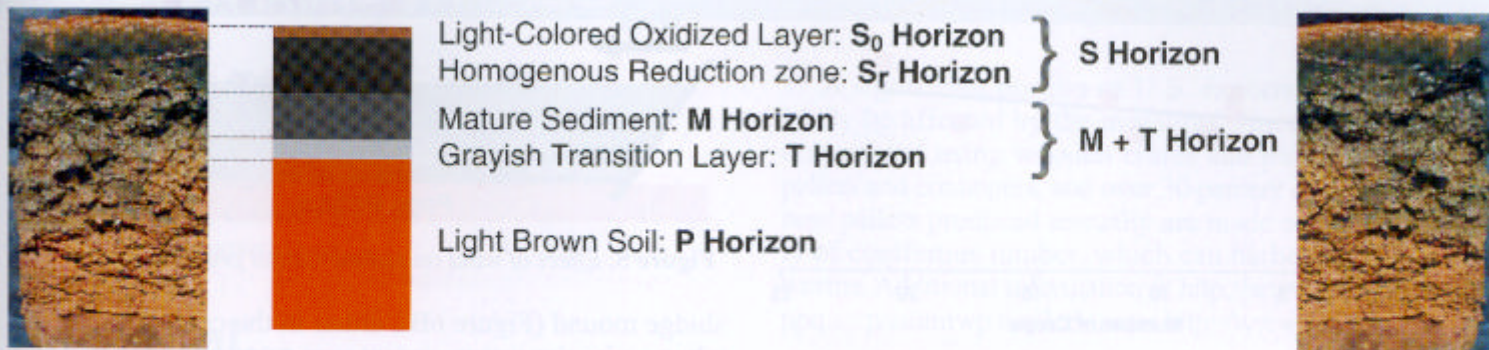 Light-Colored Oxidized Layer: S₀ Horizon
Homogenous Reduction zone: Sᵣ Horizon
S Horizon
Mature Sediment: M Horizon
Grayish Transition Layer: T Horizon
M + T Horizon
Light Brown Soil: P Horizon